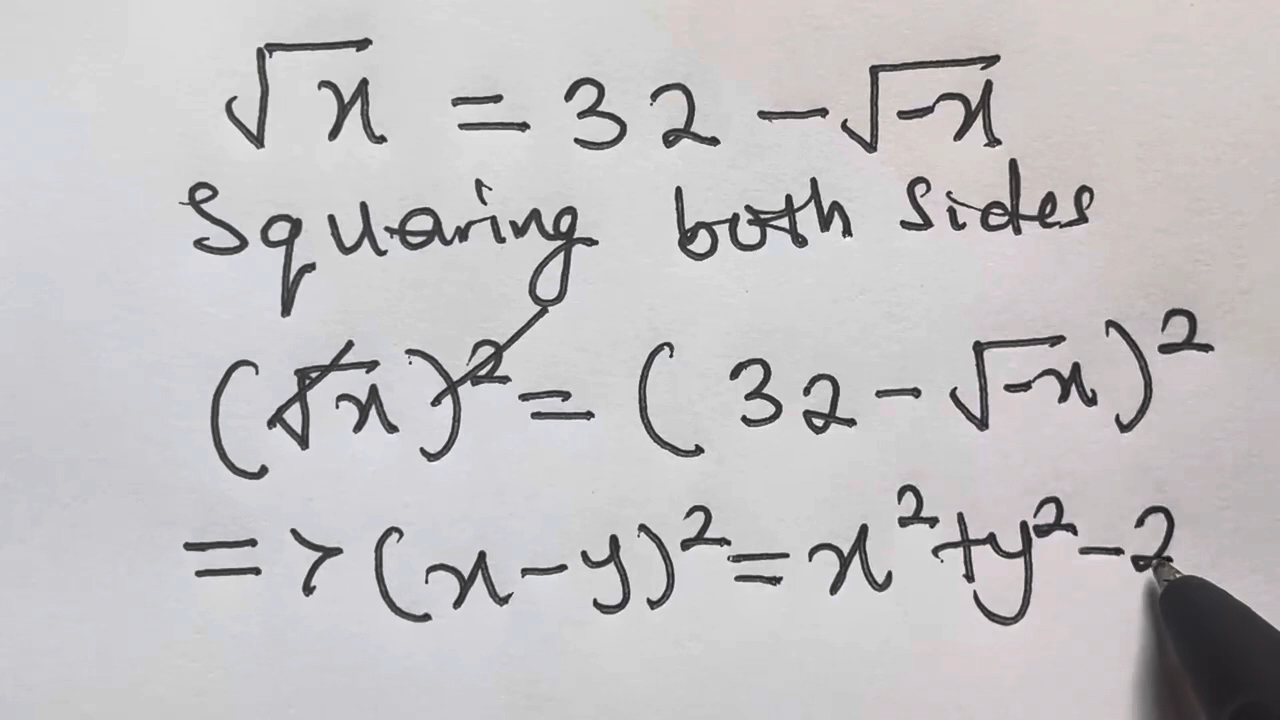 √x = 32 - √-x
Squaring both sides
(√x)² = (32 - √-x)²
=> (x-y)² = x² + y² - 2